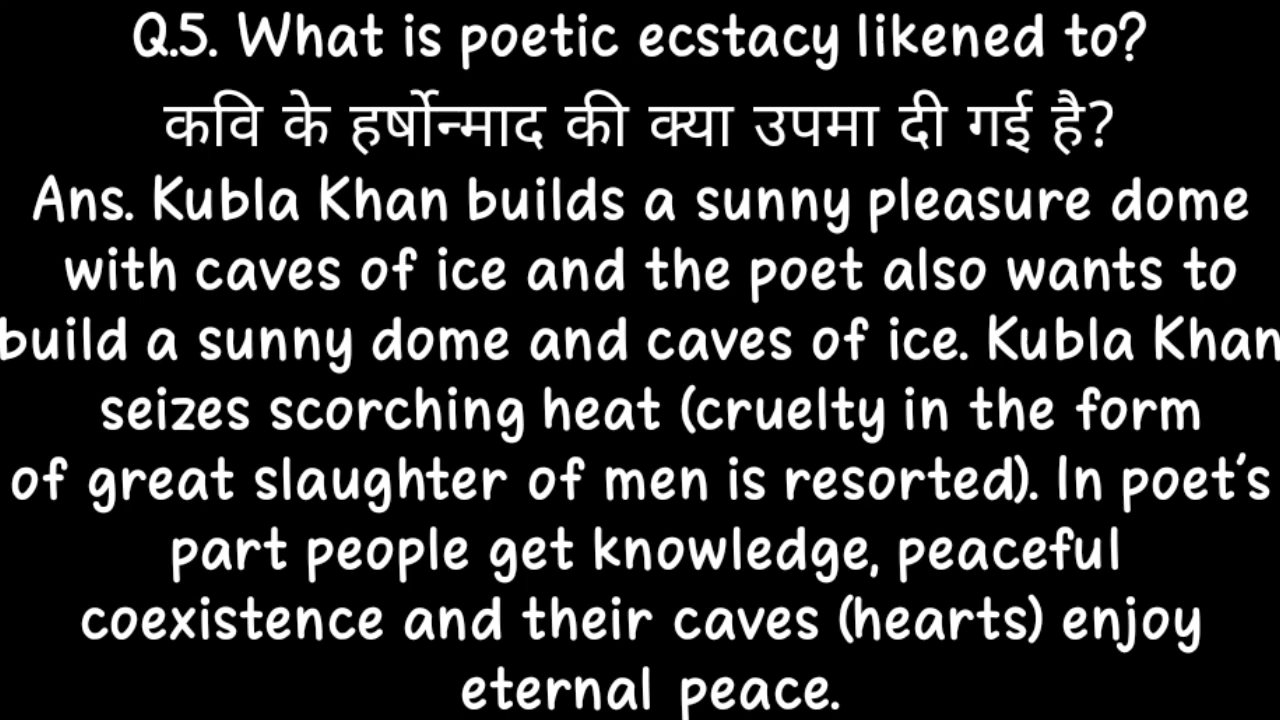 Q.5. What is poetic ecstacy likened to?
कवि के हर्षोन्माद की क्या उपमा दी गई है?
Ans. Kubla Khan builds a sunny pleasure dome
with caves of ice and the poet also wants to
build a sunny dome and caves of ice. Kubla Khan
seizes scorching heat (cruelty in the form
of great slaughter of men is resorted). In poet's
part people get knowledge, peaceful
coexistence and their caves (hearts) enjoy
eternal peace.